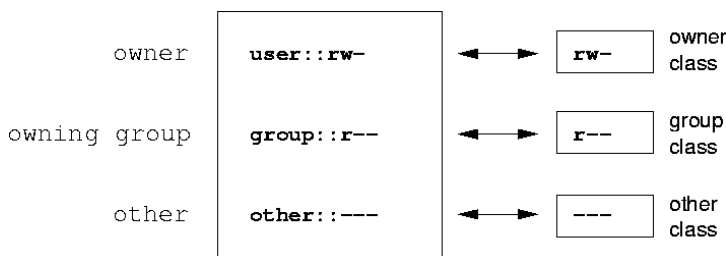 owner user::rw- rw- owner class
owning group group::r-- r-- group class
other other::--- --- other class